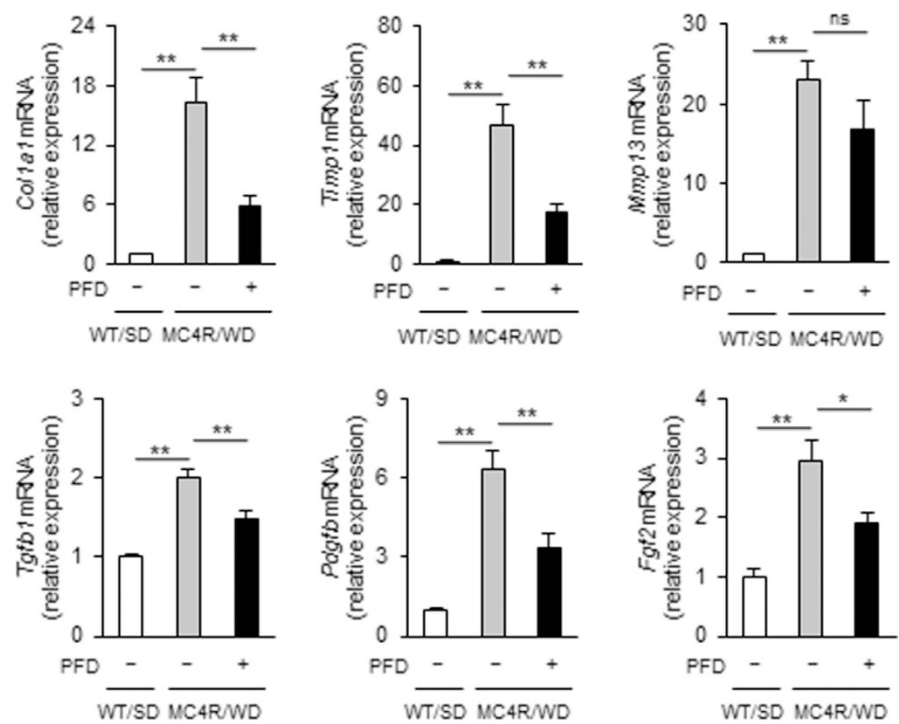 Col1a1 mRNA
(relative expression)
24
18
12
6
0
**
**
PFD
−
−
+
WT/SD
MC4R/WD
Timp1 mRNA
(relative expression)
80
60
40
20
0
**
**
−
−
+
WT/SD
MC4R/WD
Mmp13 mRNA
(relative expression)
30
20
10
0
**
ns
PFD
−
−
+
WT/SD
MC4R/WD
Tgfb1 mRNA
(relative expression)
3
2
1
0
**
**
PFD
−
−
+
WT/SD
MC4R/WD
Pdgfb mRNA
(relative expression)
9
6
3
0
**
**
PFD
−
−
+
WT/SD
MC4R/WD
Fgf2 mRNA
(relative expression)
4
3
2
1
0
**
*
PFD
−
−
+
WT/SD
MC4R/WD